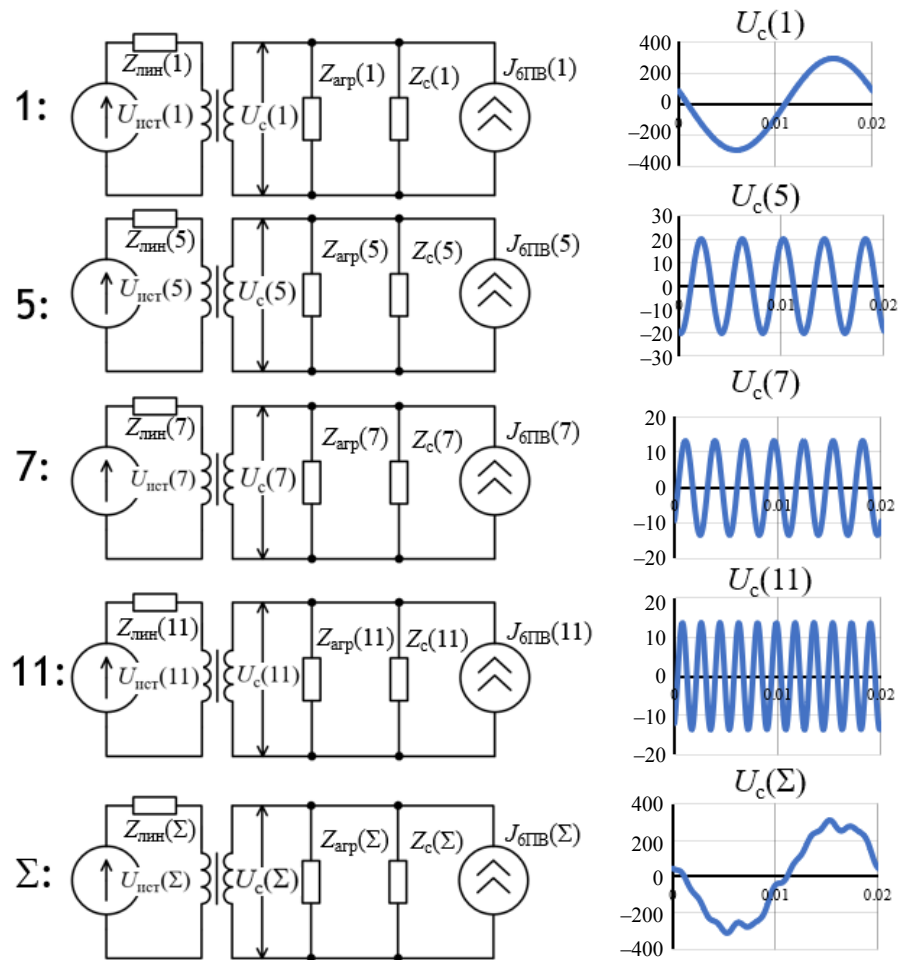 1:
Zлин(1)
Uист(1)
Uс(1)
Zагр(1)
Zс(1)
J6ПВ(1)
Uс(1)
400
200
0
–200
–400
0
0.01
0.02
5:
Zлин(5)
Uист(5)
Uс(5)
Zагр(5)
Zс(5)
J6ПВ(5)
Uс(5)
30
20
10
0
–10
–20
–30
0
0.01
0.02
7:
Zлин(7)
Uист(7)
Uс(7)
Zагр(7)
Zс(7)
J6ПВ(7)
Uс(7)
20
10
0
–10
–20
0
0.01
0.02
11:
Zлин(11)
Uист(11)
Uс(11)
Zагр(11)
Zс(11)
J6ПВ(11)
Uс(11)
20
10
0
–10
–20
0
0.01
0.02
Σ:
Zлин(Σ)
Uист(Σ)
Uс(Σ)
Zагр(Σ)
Zс(Σ)
J6ПВ(Σ)
Uс(Σ)
400
200
0
–200
–400
0
0.01
0.02